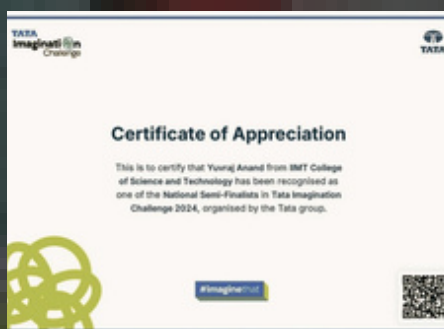 TATA
Imagination
Challenge
TATA
Certificate of Appreciation
This is to certify that Yuvraj Anand from IIMT College
of Science and Technology has been recognised as
one of the National Semi-Finalists in Tata Imagination
Challenge 2024, organised by the Tata group.
#imaginethat